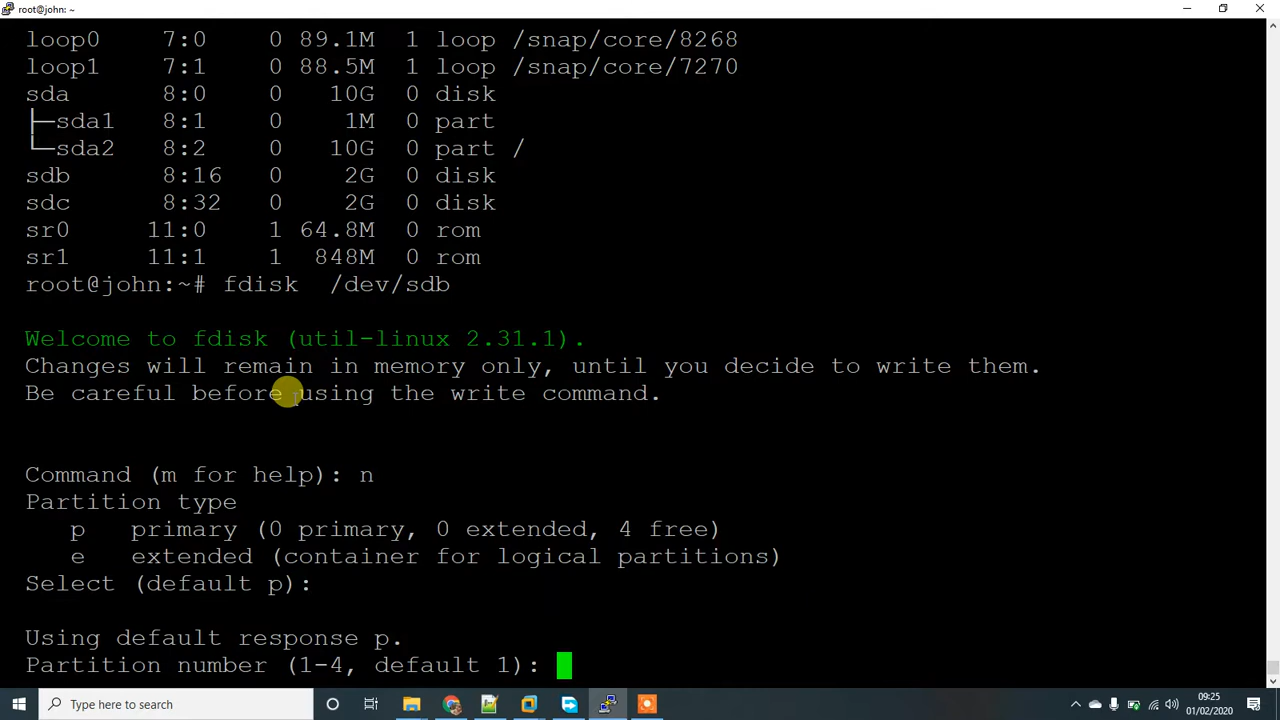 root@john: ~
loop0 7:0 0 89.1M 1 loop /snap/core/8268
loop1 7:1 0 88.5M 1 loop /snap/core/7270
sda 8:0 0 10G 0 disk
├─sda1 8:1 0 1M 0 part
└─sda2 8:2 0 10G 0 part /
sdb 8:16 0 2G 0 disk
sdc 8:32 0 2G 0 disk
sr0 11:0 1 64.8M 0 rom
sr1 11:1 1 848M 0 rom
root@john:~# fdisk /dev/sdb
Welcome to fdisk (util-linux 2.31.1).
Changes will remain in memory only, until you decide to write them.
Be careful before using the write command.
Command (m for help): n
Partition type
p primary (0 primary, 0 extended, 4 free)
e extended (container for logical partitions)
Select (default p):
Using default response p.
Partition number (1-4, default 1):
Type here to search
09:25
01/02/2020